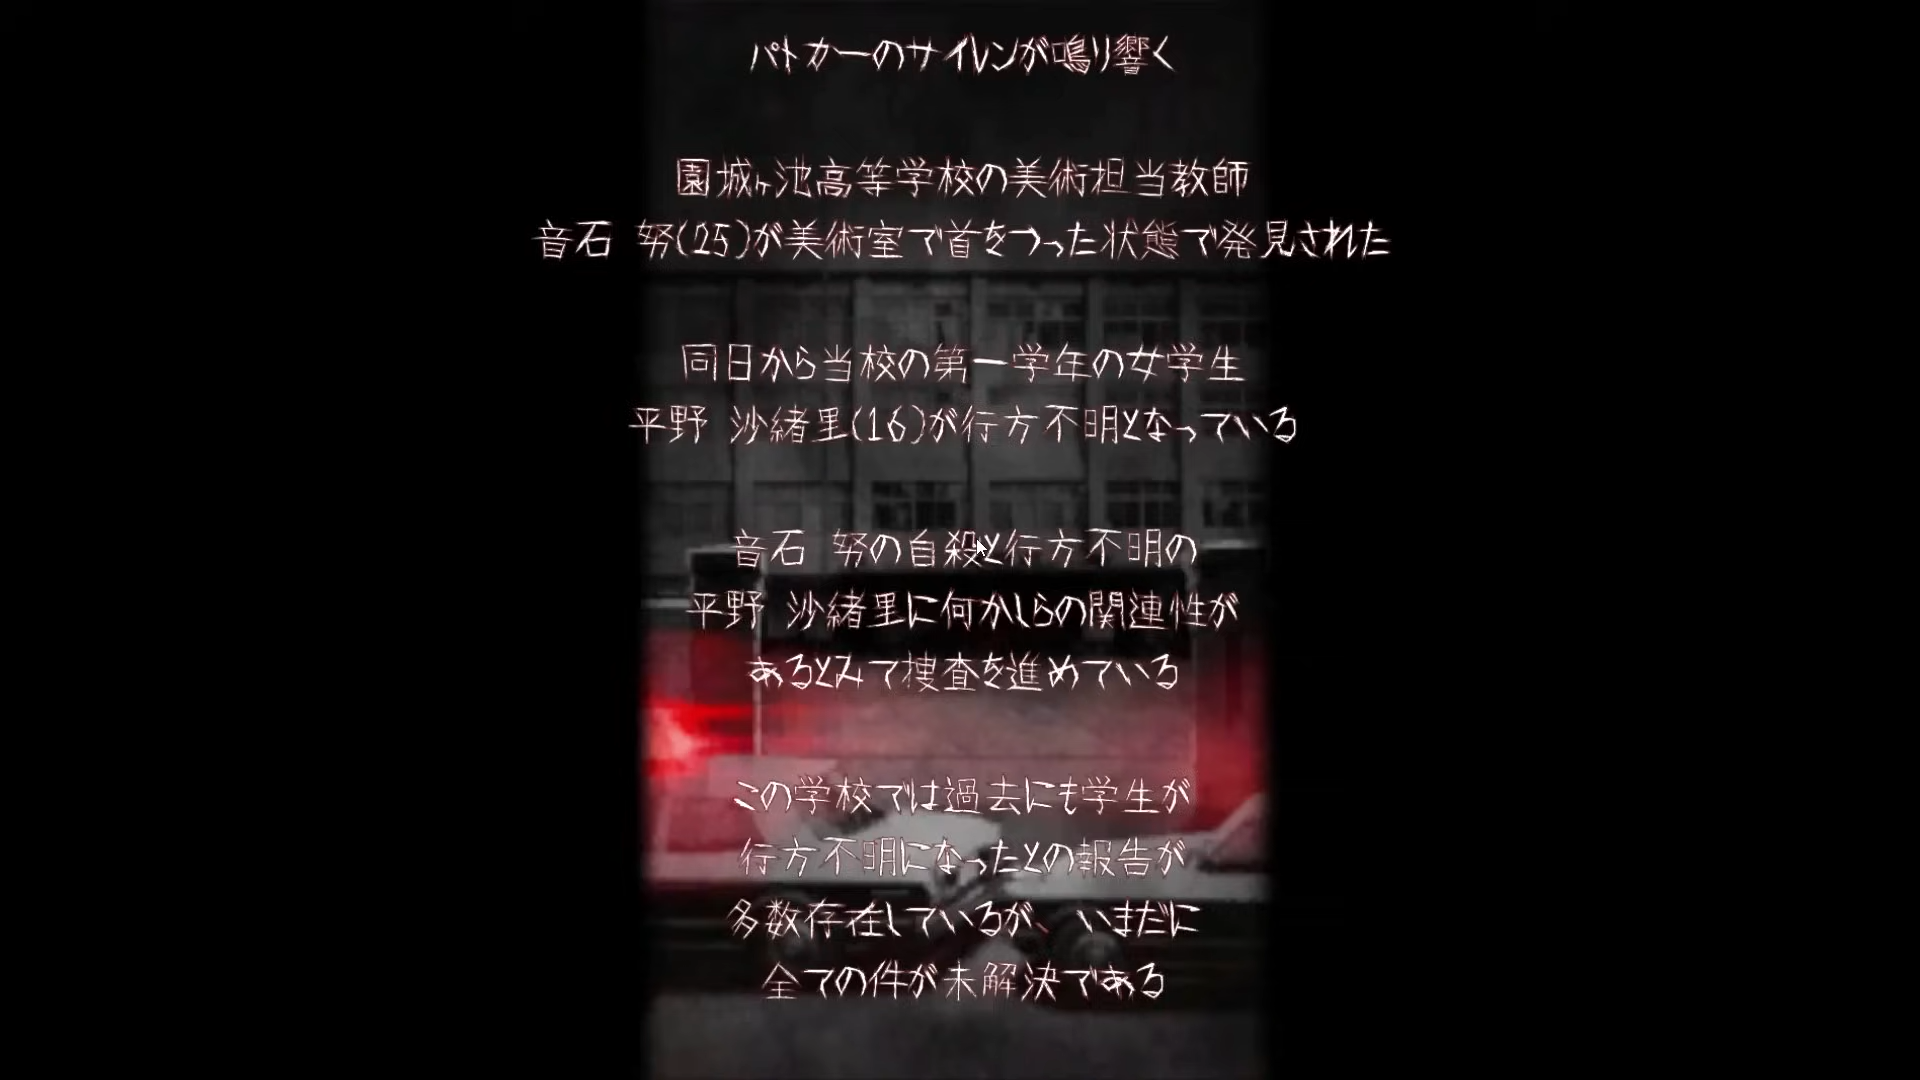 パトカーのサイレンが鳴り響く
園城ヶ池高等学校の美術担当教師
音石 努(25)が美術室で首をつった状態で発見された
同日から当校の第一学年の女学生
平野 沙緒里(16)が行方不明となっている
音石 努の自殺と行方不明の
平野 沙緒里に何かしらの関連性が
あるとみて捜査を進めている
この学校では過去にも学生が
行方不明になったとの報告が
多数存在しているが、いまだに
全ての件が未解決である